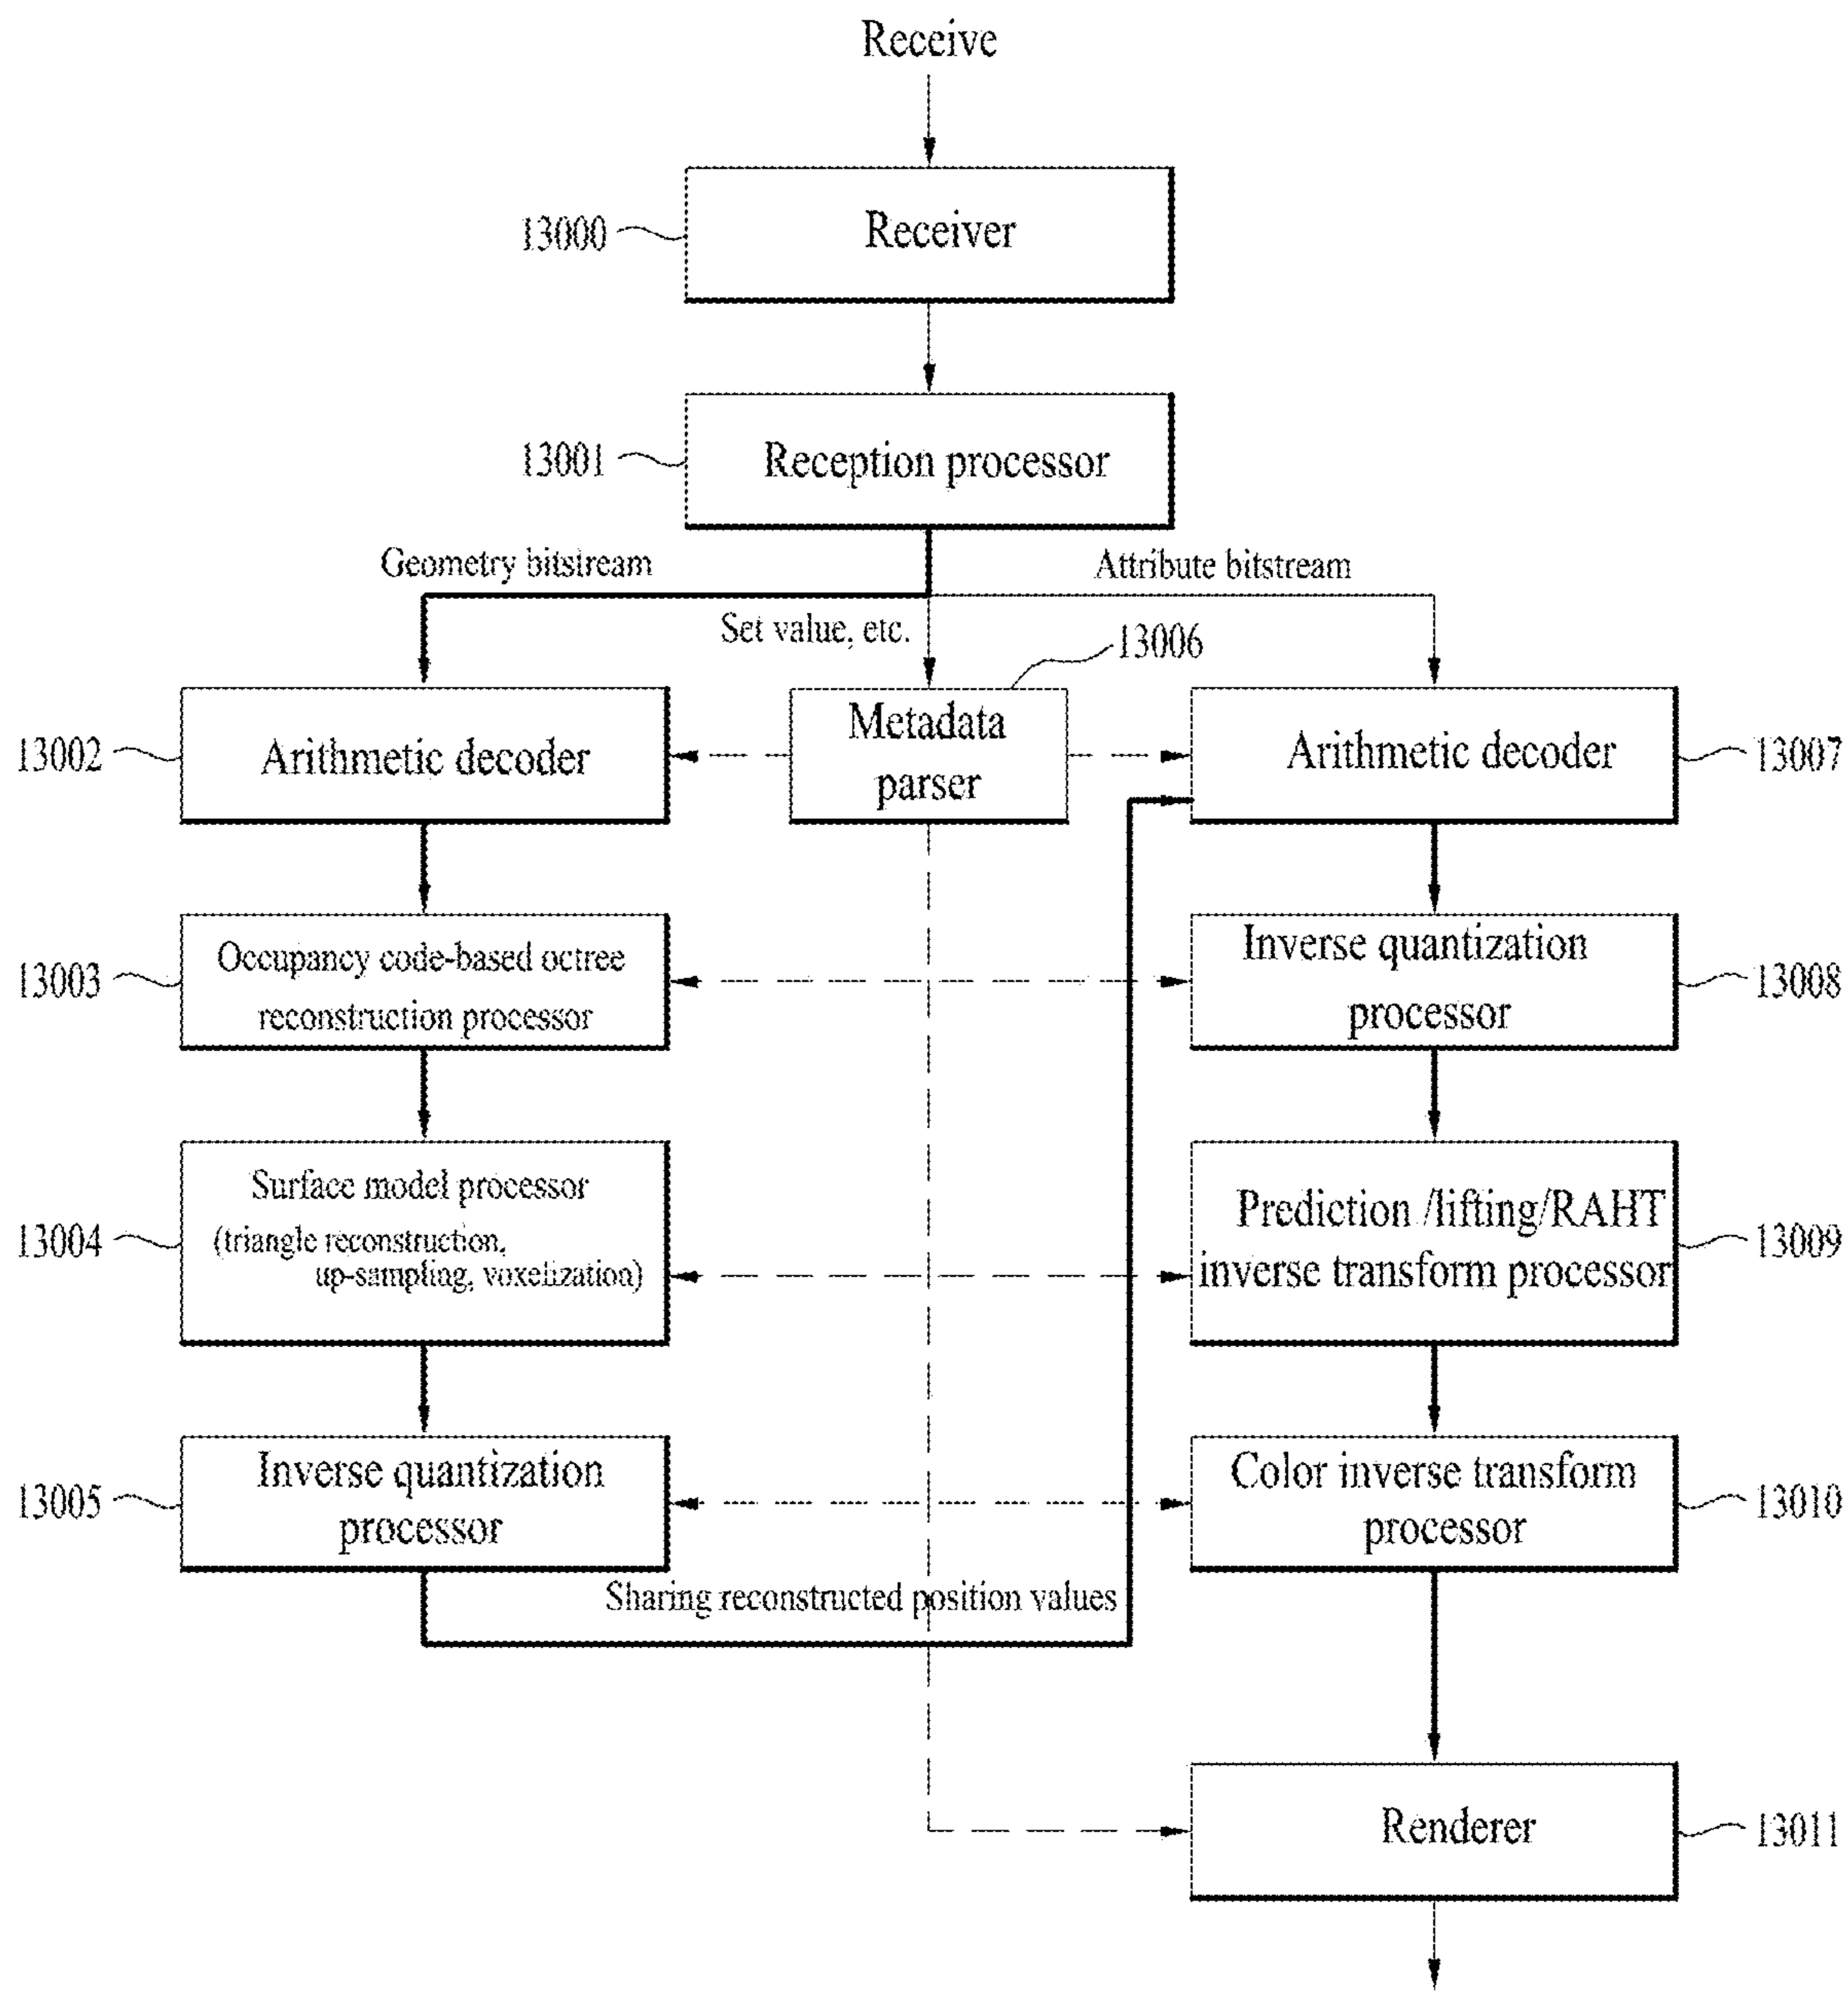 Receive
13000
Receiver
13001
Reception processor
Geometry bitstream
Attribute bitstream
Set value, etc.
13006
13002
Arithmetic decoder
Metadata
parser
Arithmetic decoder
13007
13003
Occupancy code-based octree
reconstruction processor
Inverse quantization
processor
13008
13004
Surface model processor
(triangle reconstruction,
up-sampling, voxelization)
Prediction /lifting/RAHT
inverse transform processor
13009
13005
Inverse quantization
processor
Color inverse transform
processor
13010
Sharing reconstructed position values
Renderer
13011